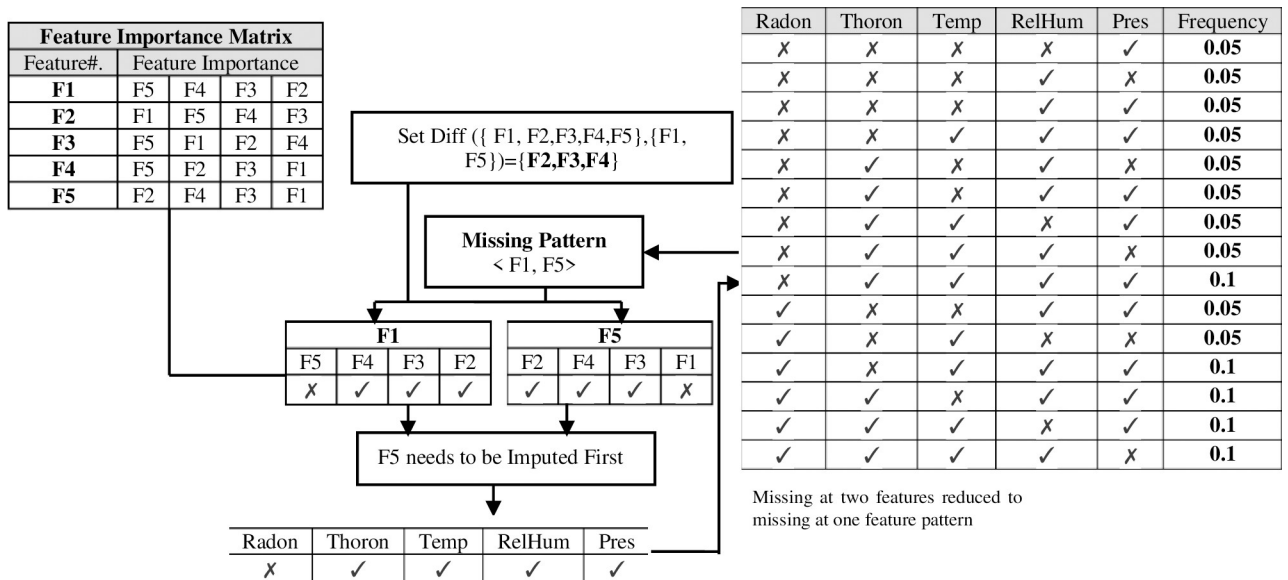 Feature Importance Matrix
Feature#. Feature Importance
F1 F5 F4 F3 F2
F2 F1 F5 F4 F3
F3 F5 F1 F2 F4
F4 F5 F2 F3 F1
F5 F2 F4 F3 F1
Set Diff ({ F1, F2,F3,F4,F5},{F1,
F5})={F2,F3,F4}
Missing Pattern
< F1, F5>
F1
F5 F4 F3 F2
✗ ✓ ✓ ✓
F5
F2 F4 F3 F1
✓ ✓ ✓ ✗
F5 needs to be Imputed First
Radon Thoron Temp RelHum Pres
✗ ✓ ✓ ✓ ✓
Radon Thoron Temp RelHum Pres Frequency
✗ ✗ ✗ ✗ ✓ 0.05
✗ ✗ ✗ ✓ ✗ 0.05
✗ ✗ ✗ ✓ ✓ 0.05
✗ ✗ ✓ ✓ ✓ 0.05
✗ ✓ ✗ ✓ ✗ 0.05
✗ ✓ ✗ ✓ ✓ 0.05
✗ ✓ ✓ ✗ ✓ 0.05
✗ ✓ ✓ ✓ ✗ 0.05
✗ ✓ ✓ ✓ ✓ 0.1
✓ ✗ ✗ ✓ ✓ 0.05
✓ ✗ ✓ ✗ ✗ 0.05
✓ ✗ ✓ ✓ ✓ 0.1
✓ ✓ ✗ ✓ ✓ 0.1
✓ ✓ ✓ ✗ ✓ 0.1
✓ ✓ ✓ ✓ ✗ 0.1
Missing at two features reduced to
missing at one feature pattern